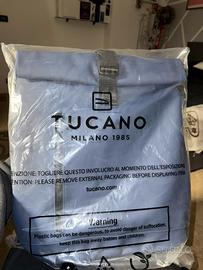 TUCANO
MILANO 1985
ENZIONE: TOGLIERE QUESTO INVOLUCRO AL MOMENTO DELL'ESPOSIZIONE
ENTION: PLEASE REMOVE EXTERNAL PACKAGING BEFORE DISPLAYING ITEM
tucano.com
Warning
Plastic bags can be dangerous, to avoid danger of suffocation,
keep this bag away babies and children.